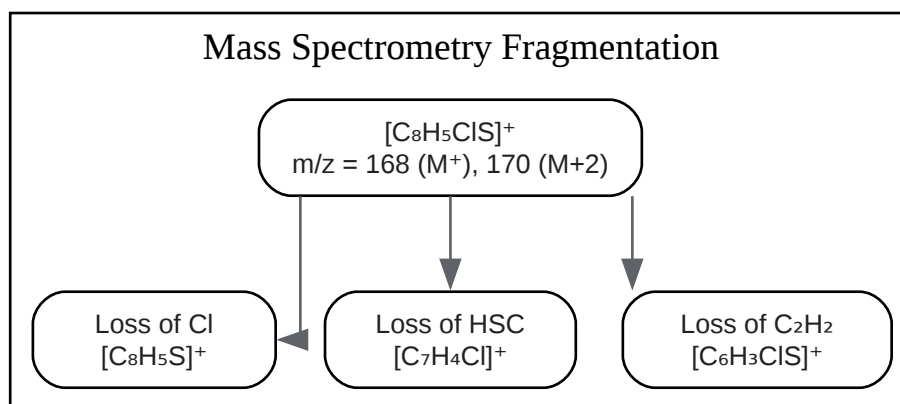 Mass Spectrometry Fragmentation
[C₈H₅ClS]⁺
m/z = 168 (M⁺), 170 (M+2)
Loss of Cl
[C₈H₅S]⁺
Loss of HSC
[C₇H₄Cl]⁺
Loss of C₂H₂
[C₆H₃ClS]⁺